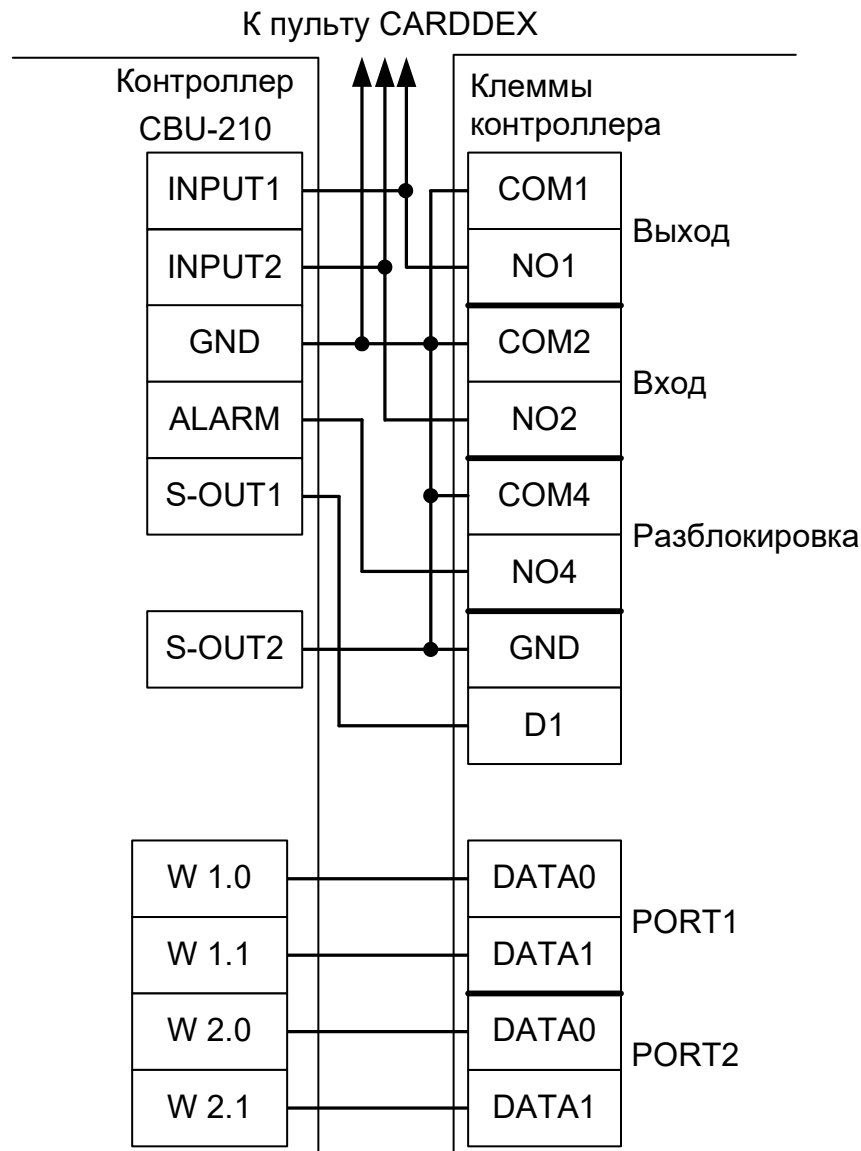 К пульту CARDDEX
Контроллер
CBU-210
INPUT1
INPUT2
GND
ALARM
S-OUT1
S-OUT2
Клеммы
контроллера
COM1
NO1
Выход
COM2
NO2
Вход
COM4
NO4
Разблокировка
GND
D1
W 1.0
W 1.1
W 2.0
W 2.1
DATA0
DATA1
PORT1
DATA0
DATA1
PORT2